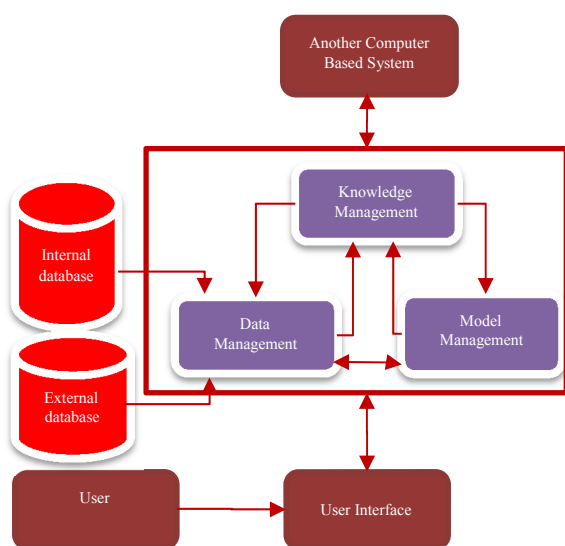 Another Computer
Based System
Knowledge
Management
Internal
database
Data
Management
Model
Management
External
database
User
User Interface